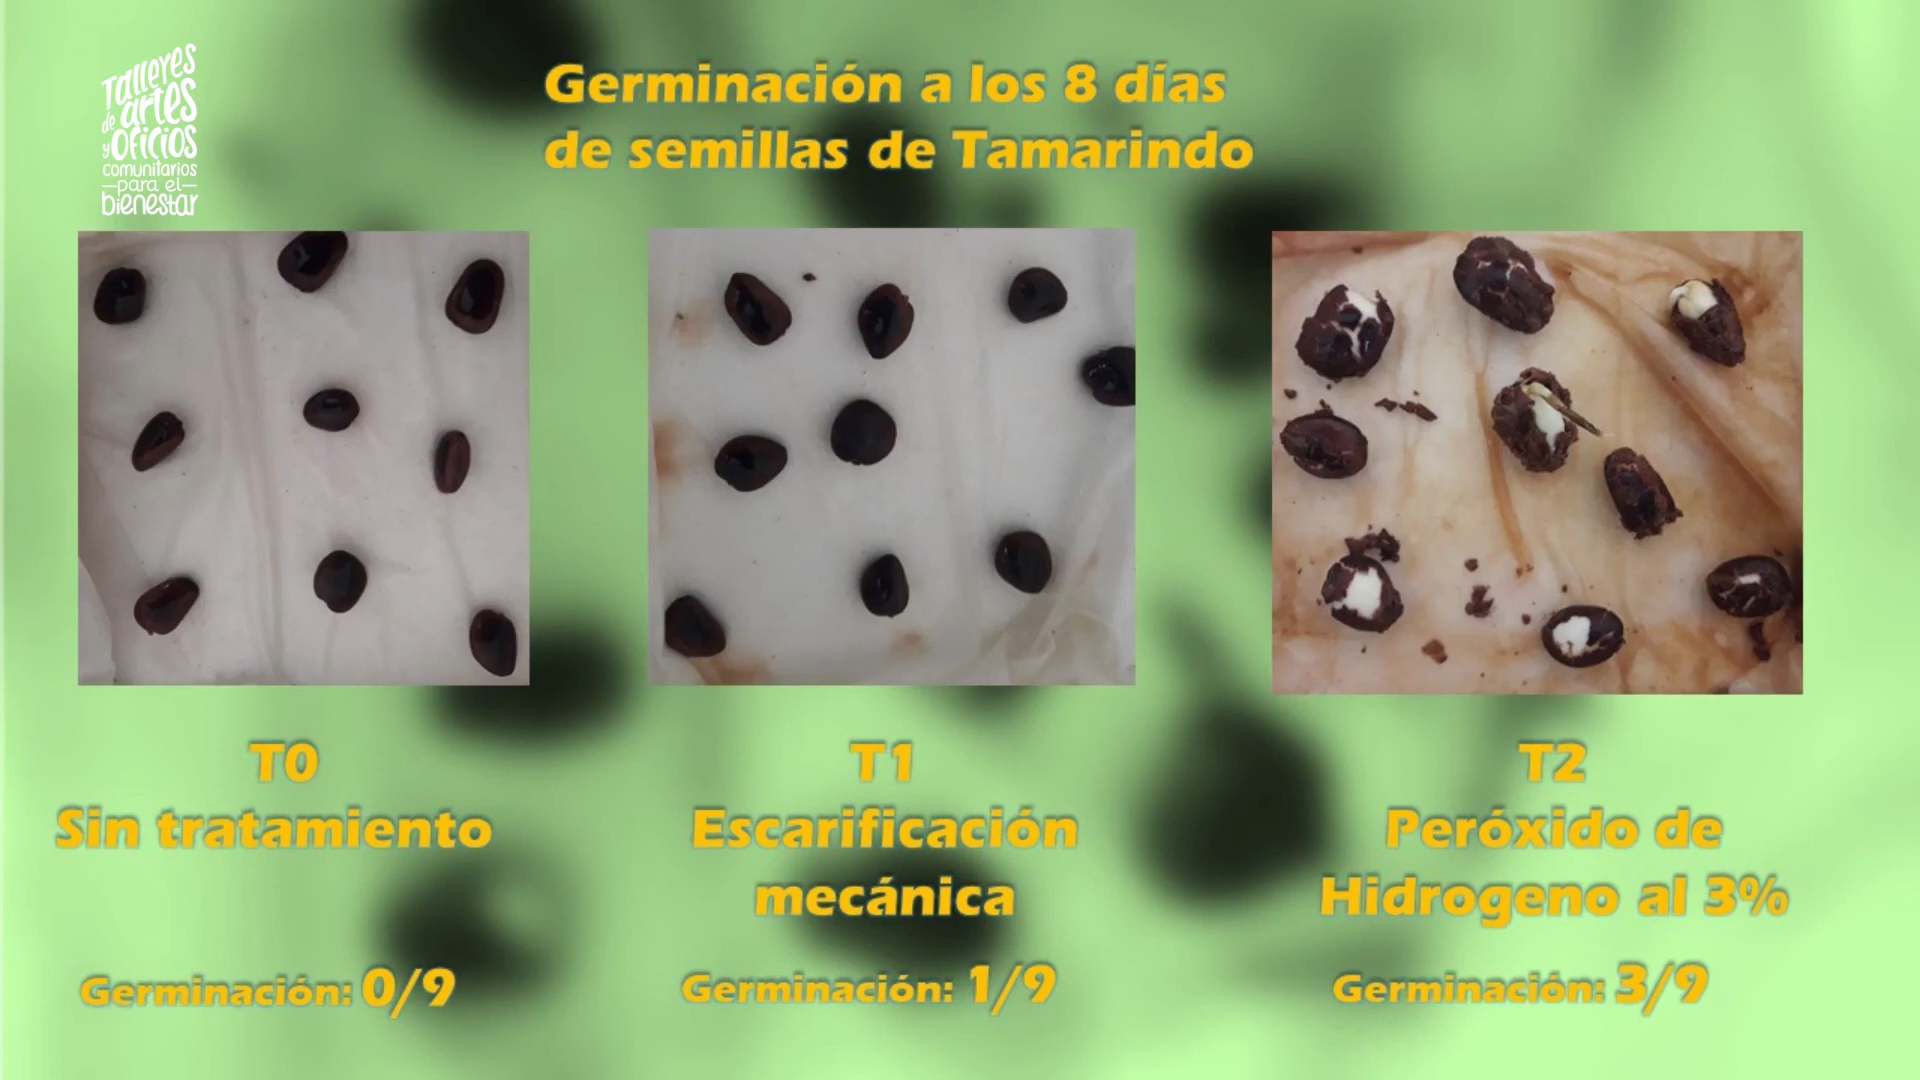 Talleres
de artes
y oficios
comunitarios
para el
bienestar
Germinación a los 8 días
de semillas de Tamarindo
T0
Sin tratamiento
Germinación: 0/9
T1
Escarificación
mecánica
Germinación: 1/9
T2
Peróxido de
Hidrogeno al 3%
Germinación: 3/9